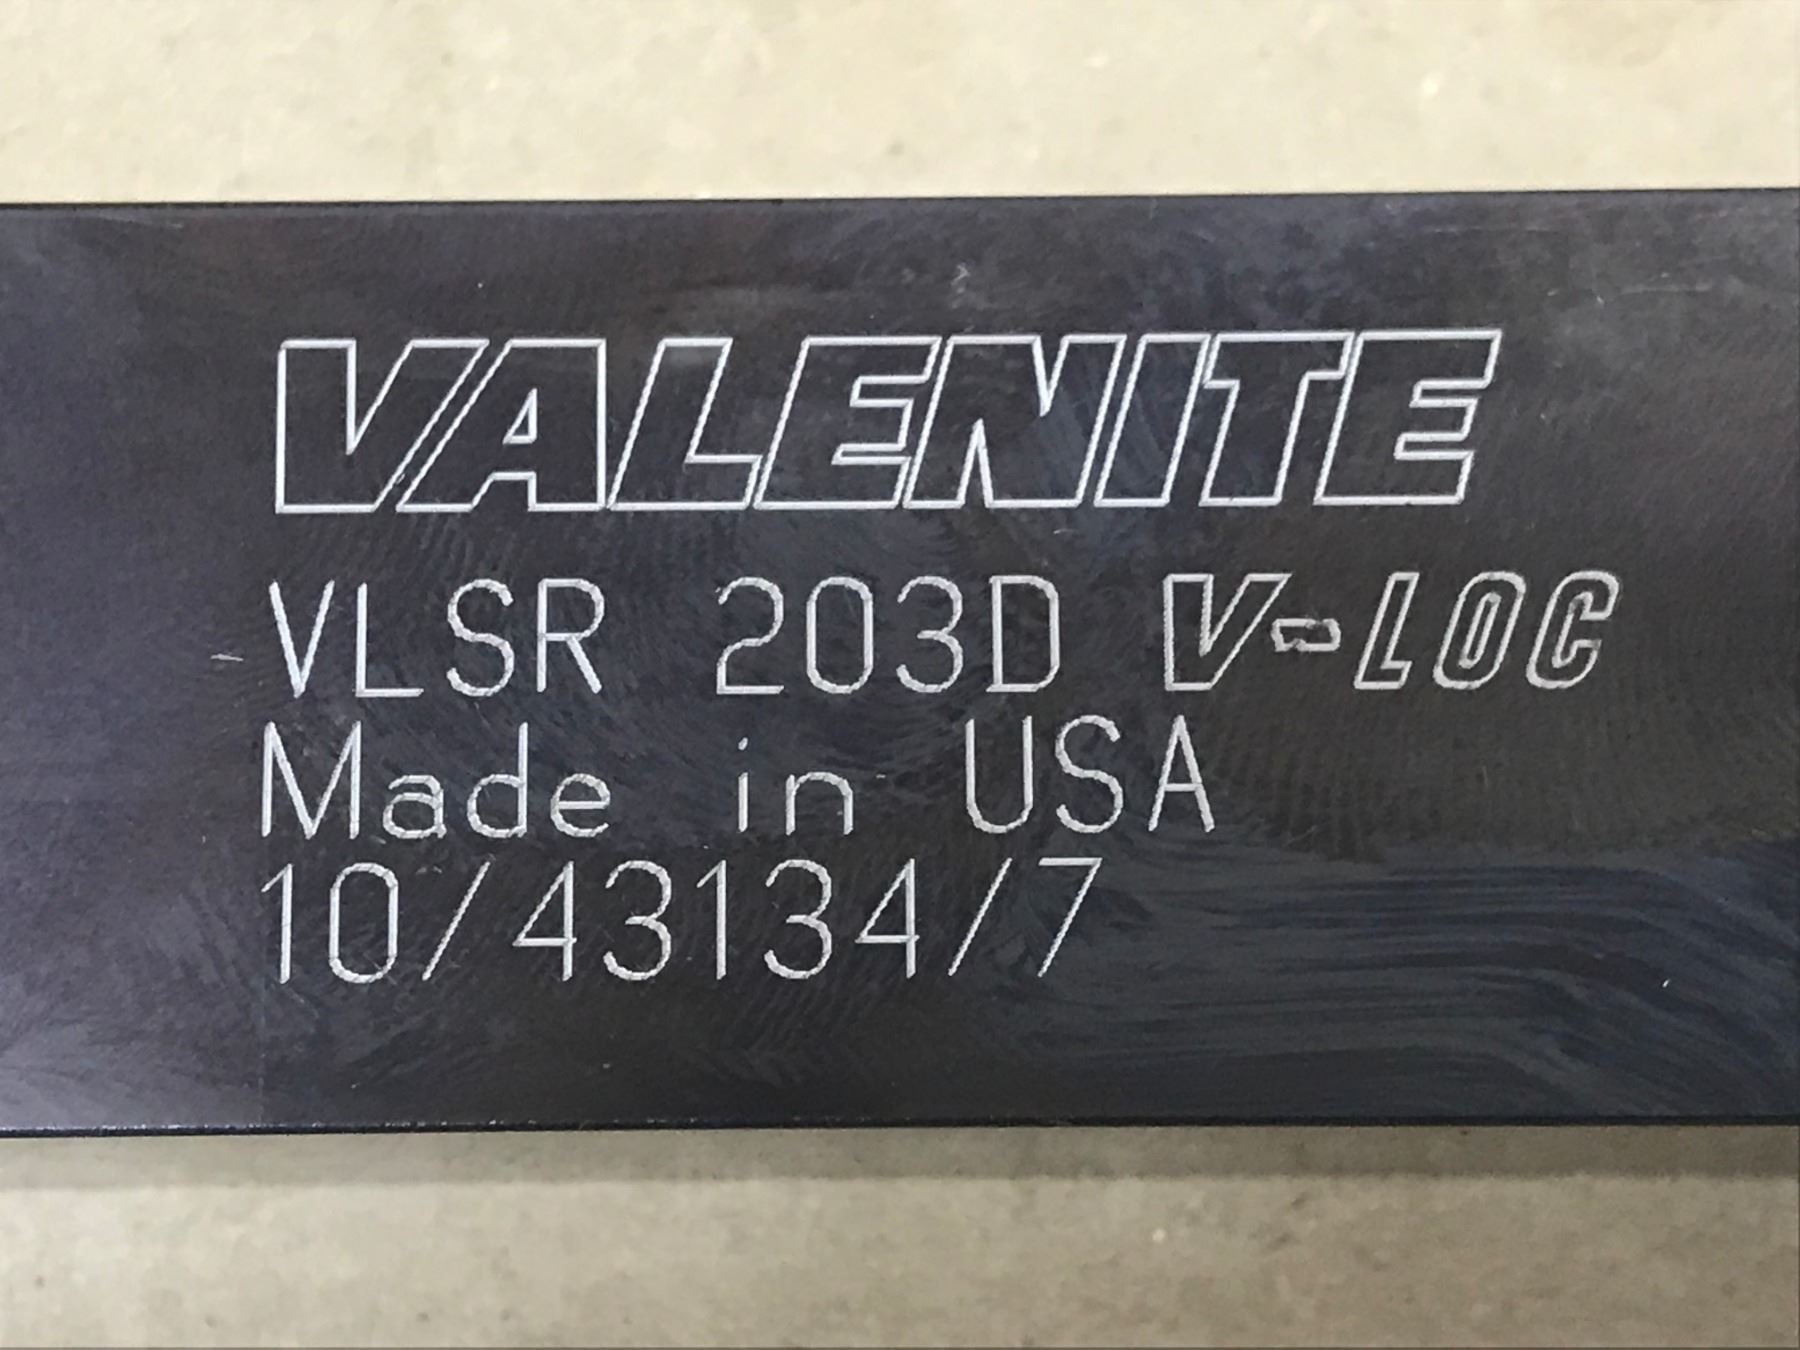 VALENITE
VLSR 203D V-LOC
Made in USA
10/43134/7